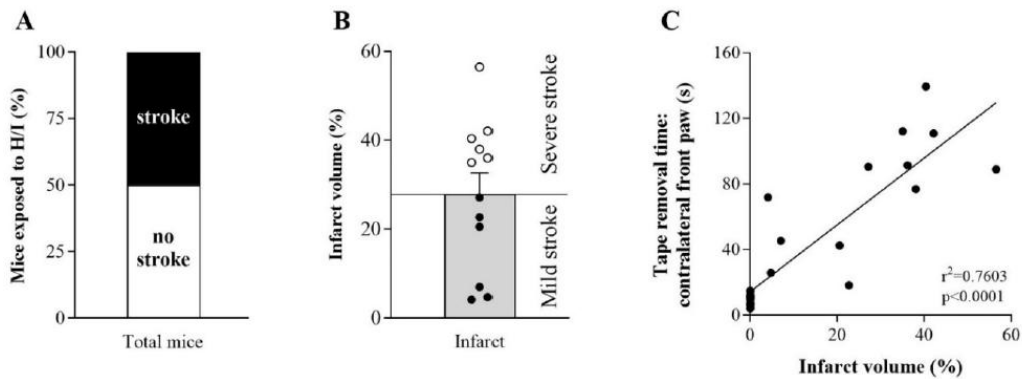 A
Mice exposed to H/I (%)
100
75
50
25
0
stroke
no
stroke
Total mice
B
Infarct volume (%)
60
40
20
0
Severe stroke
Mild stroke
Infarct
C
Tape removal time:
contralateral front paw (s)
160
120
80
40
0
r²=0.7603
p<0.0001
0
20
40
60
Infarct volume (%)